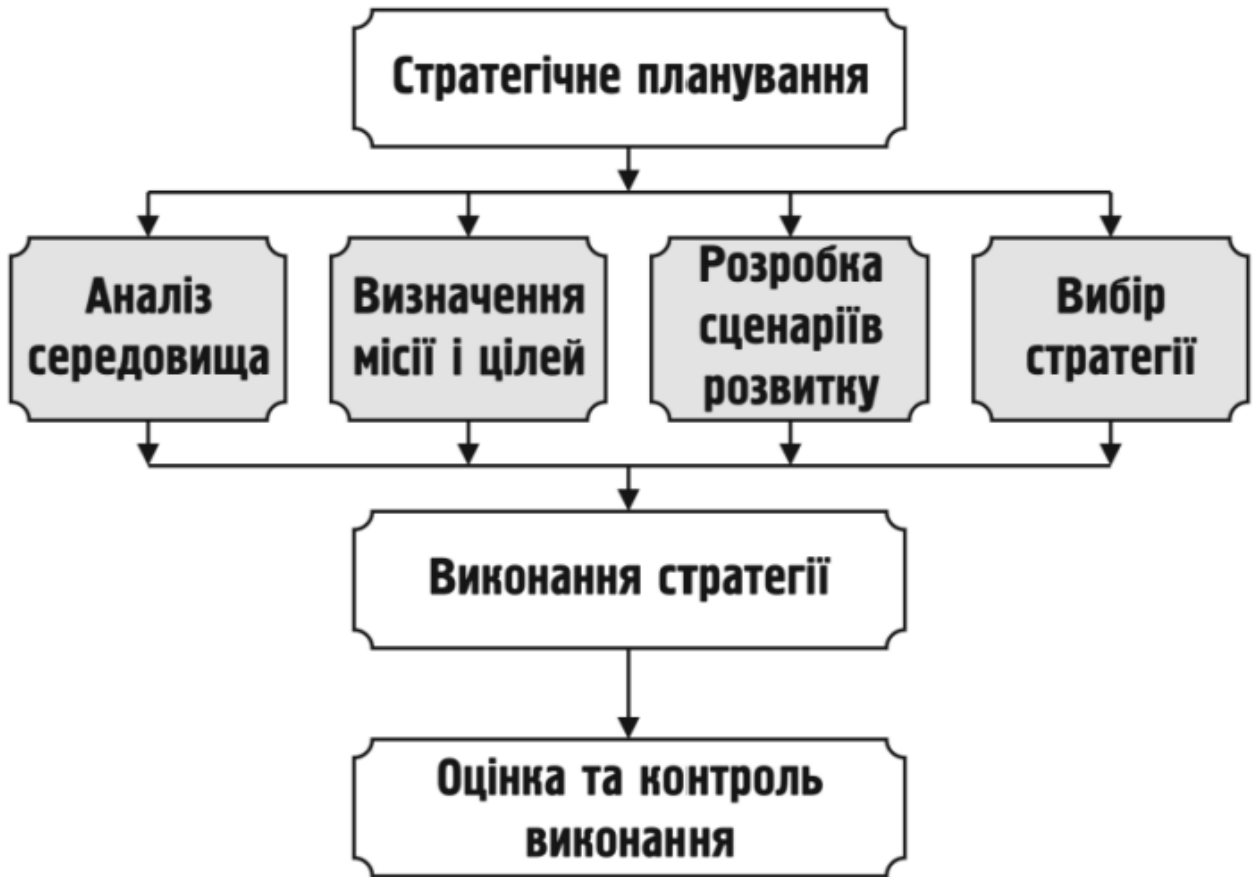 Стратегічне планування
Аналіз
середовища
Визначення
місії і цілей
Розробка
сценаріїв
розвитку
Вибір
стратегії
Виконання стратегії
Оцінка та контроль
виконання